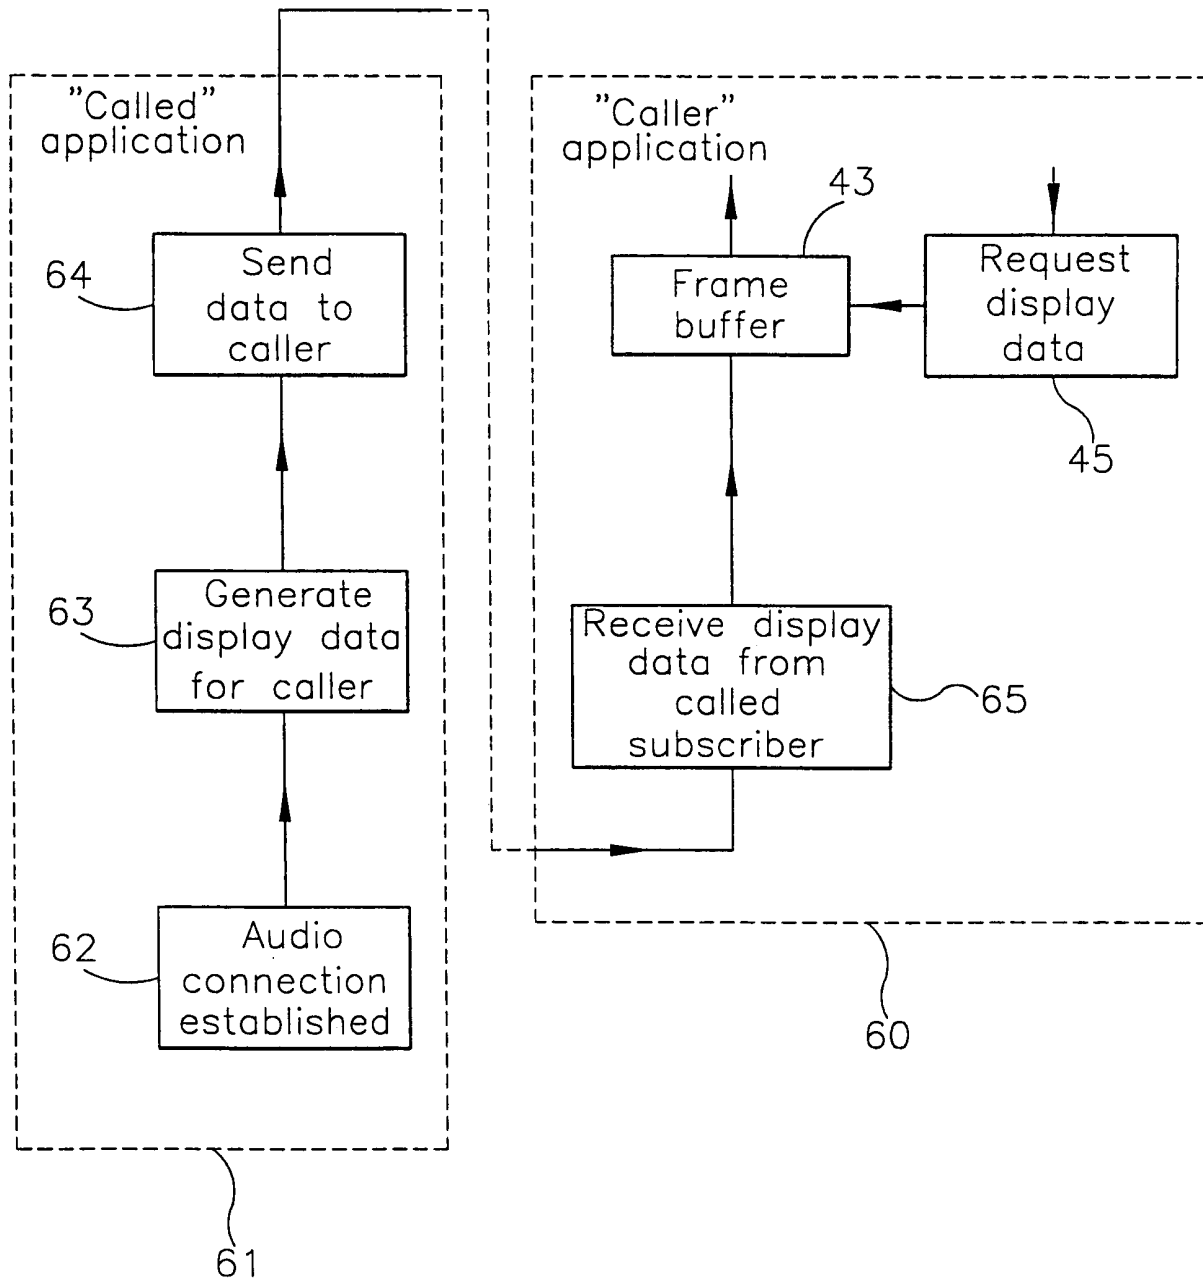 "Called"
application
64
Send
data to
caller
63
Generate
display data
for caller
62
Audio
connection
established
61
"Caller"
application
43
Frame
buffer
Request
display
data
45
Receive display
data from
called
subscriber
65
60